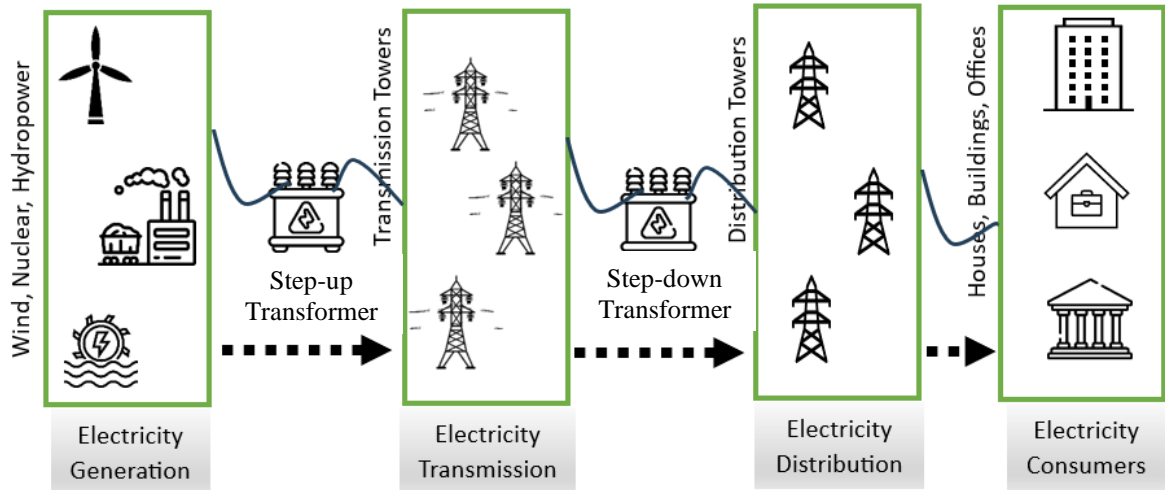 Wind, Nuclear, Hydropower
Step-up
Transformer
Transmission Towers
Step-down
Transformer
Distribution Towers
Houses, Buildings, Offices
Electricity
Generation
Electricity
Transmission
Electricity
Distribution
Electricity
Consumers